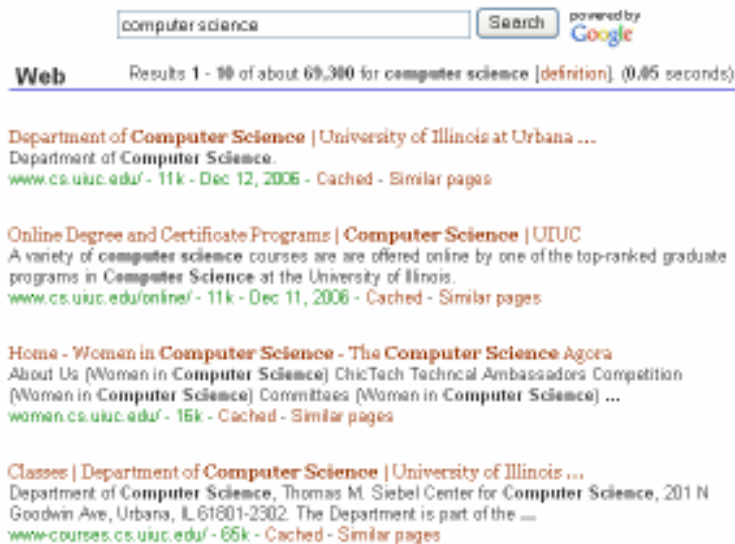 computer science Search powered by
Google
Web Results 1 - 10 of about 69,300 for computer science [definition]. (0.05 seconds)
Department of Computer Science | University of Illinois at Urbana ...
Department of Computer Science.
www.cs.uiuc.edu/ - 11k - Dec 12, 2006 - Cached - Similar pages
Online Degree and Certificate Programs | Computer Science | UIUC
A variety of computer science courses are are offered online by one of the top-ranked graduate
programs in Computer Science at the University of Illinois.
www.cs.uiuc.edu/online/ - 11k - Dec 11, 2006 - Cached - Similar pages
Home - Women in Computer Science - The Computer Science Agora
About Us (Women in Computer Science) ChicTech Techncal Ambassadors Competition
(Women in Computer Science) Committees (Women in Computer Science) ...
women.cs.uiuc.edu/ - 16k - Cached - Similar pages
Classes | Department of Computer Science | University of Illinois ...
Department of Computer Science, Thomas M. Siebel Center for Computer Science, 201 N
Goodwin Ave, Urbana, IL 61801-2302. The Department is part of the ...
www-courses.cs.uiuc.edu/ - 65k - Cached - Similar pages